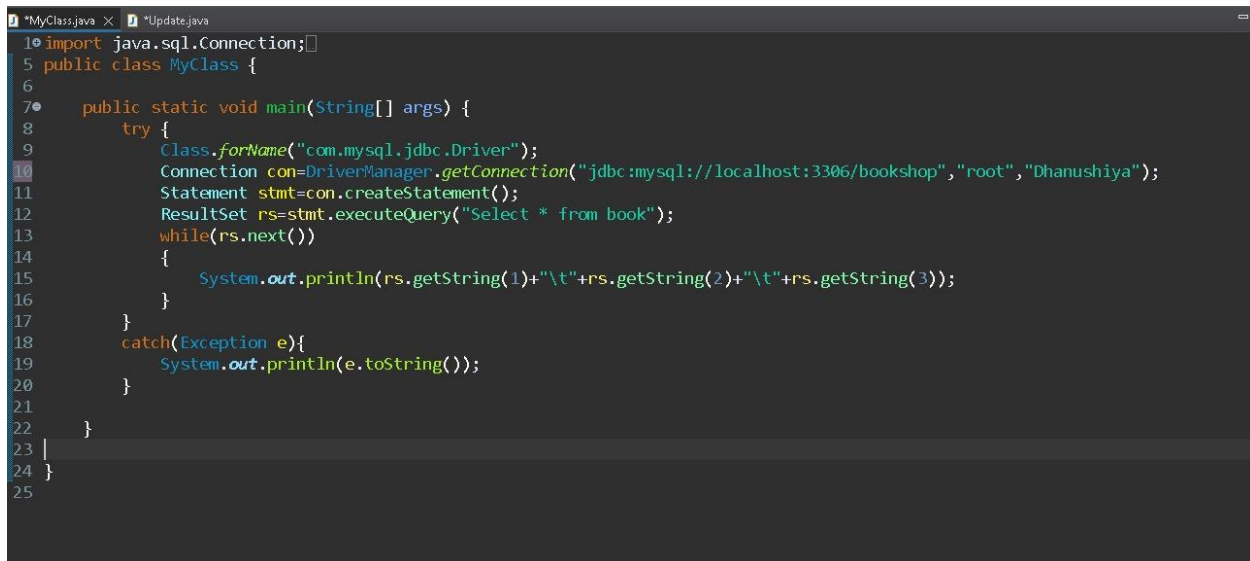 *MyClass.java *Update.java
1 import java.sql.Connection;
5 public class MyClass {
6
7 public static void main(String[] args) {
8 try {
9 Class.forName("com.mysql.jdbc.Driver");
10 Connection con=DriverManager.getConnection("jdbc:mysql://localhost:3306/bookshop","root","Dhanushiya");
11 Statement stmt=con.createStatement();
12 ResultSet rs=stmt.executeQuery("Select * from book");
13 while(rs.next())
14 {
15 System.out.println(rs.getString(1)+"\t"+rs.getString(2)+"\t"+rs.getString(3));
16 }
17 }
18 catch(Exception e){
19 System.out.println(e.toString());
20 }
21
22 }
23
24 }
25